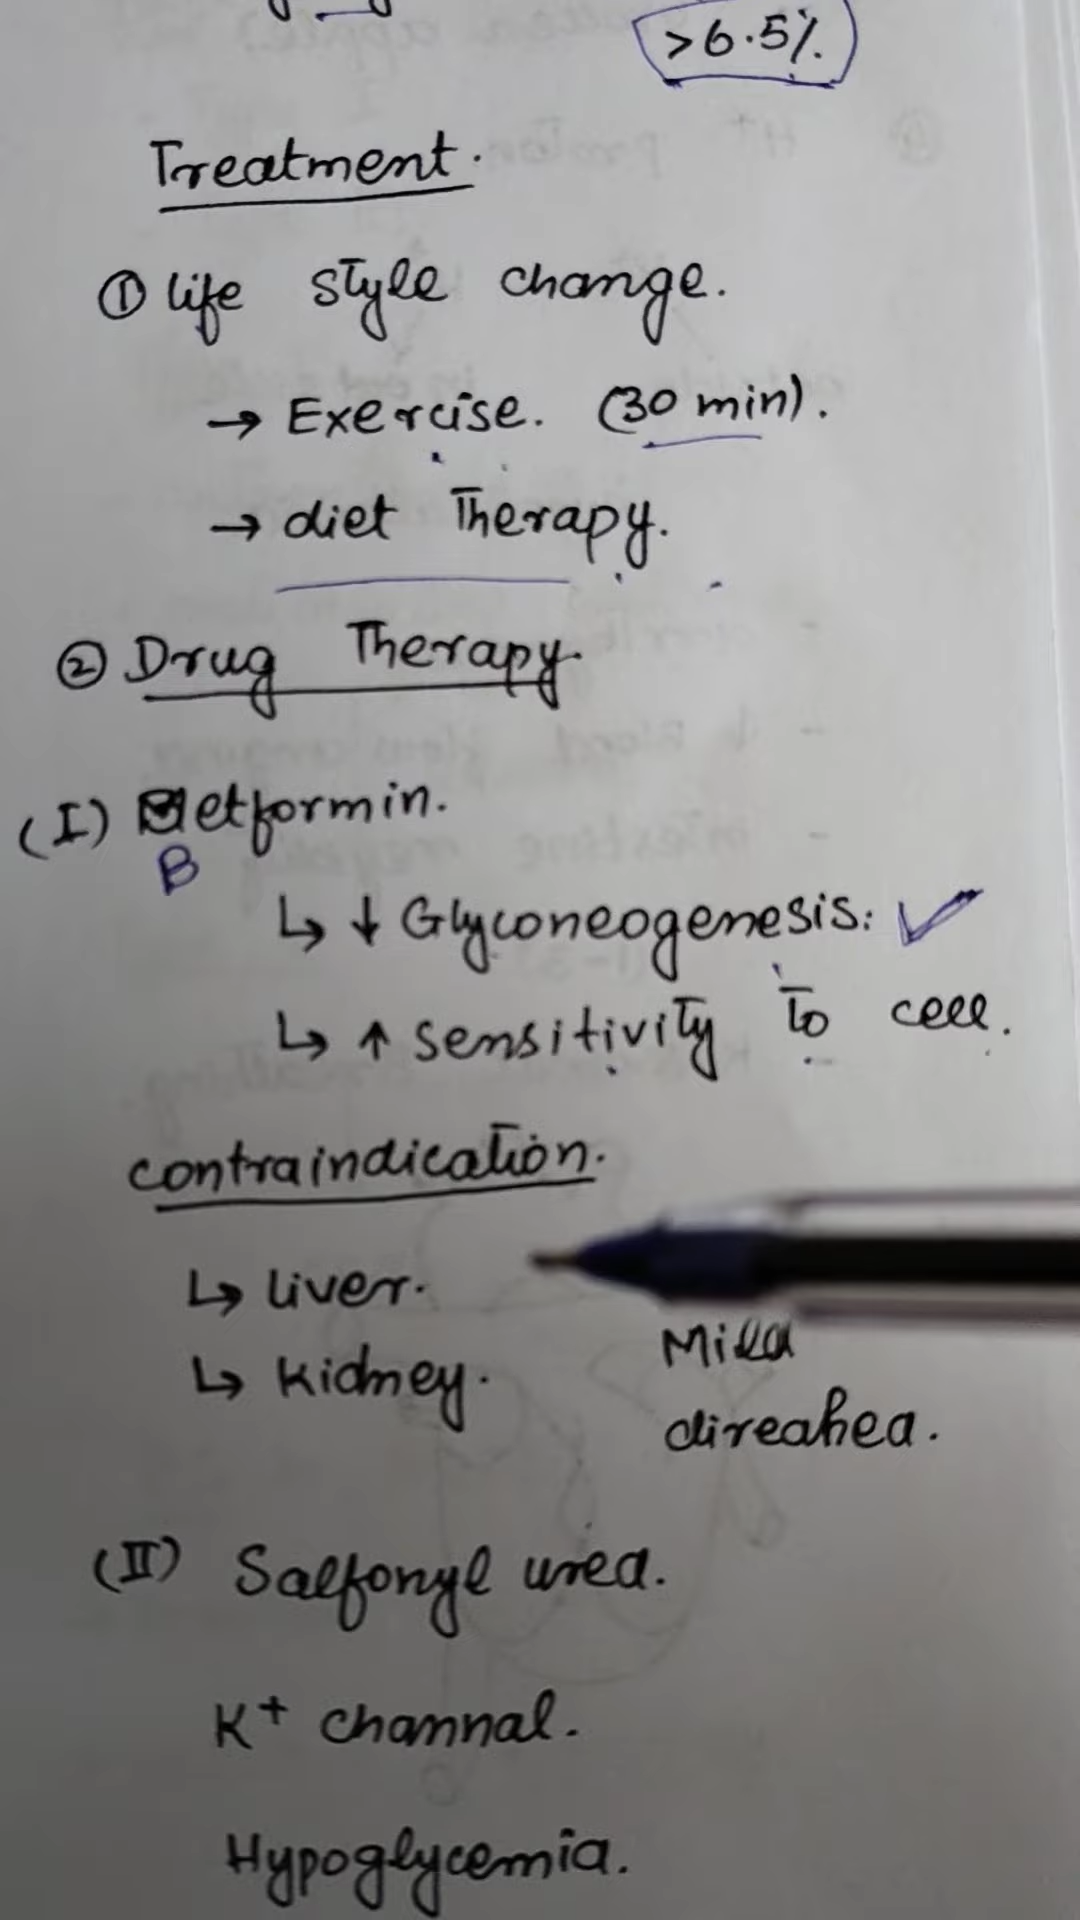 >6.5%
Treatment.
① life style change.
→ Exercise. (30 min).
→ diet Therapy.
② Drug Therapy.
(I) Metformin.
B
↳ ↓ Glyconeogenesis: ✓
↳ ↑ sensitivity to cell.
contraindication.
↳ liver.
↳ kidney.
Mild
direahea.
(II) Salfonyl urea.
K+ channal.
Hypoglycemia.